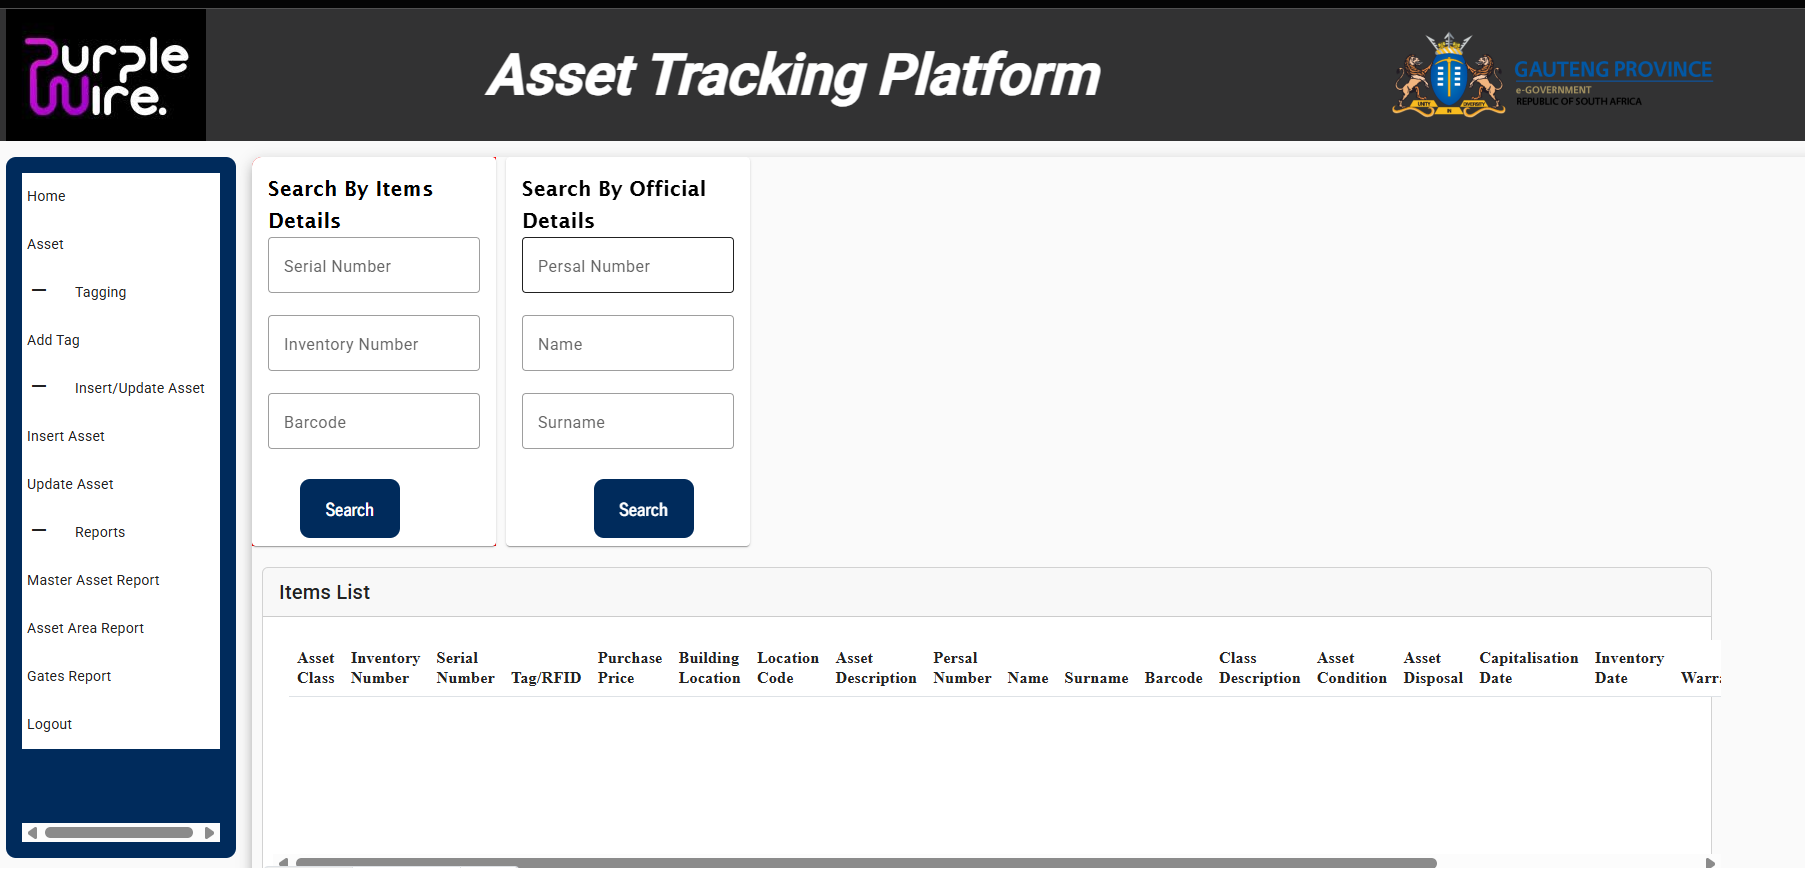 Purple
Wire.
Asset Tracking Platform
GAUTENG PROVINCE
e-GOVERNMENT
REPUBLIC OF SOUTH AFRICA
UNITY IN DIVERSITY
Home
Asset
Tagging
Add Tag
Insert/Update Asset
Insert Asset
Update Asset
Reports
Master Asset Report
Asset Area Report
Gates Report
Logout
Search By Items
Details
Serial Number
Inventory Number
Barcode
Search
Search By Official
Details
Persal Number
Name
Surname
Search
Items List
Asset Class
Inventory Number
Serial Number
Tag/RFID
Purchase Price
Building Location
Location Code
Asset Description
Persal Number
Name
Surname
Barcode
Class Description
Asset Condition
Asset Disposal
Capitalisation Date
Inventory Date
Warra